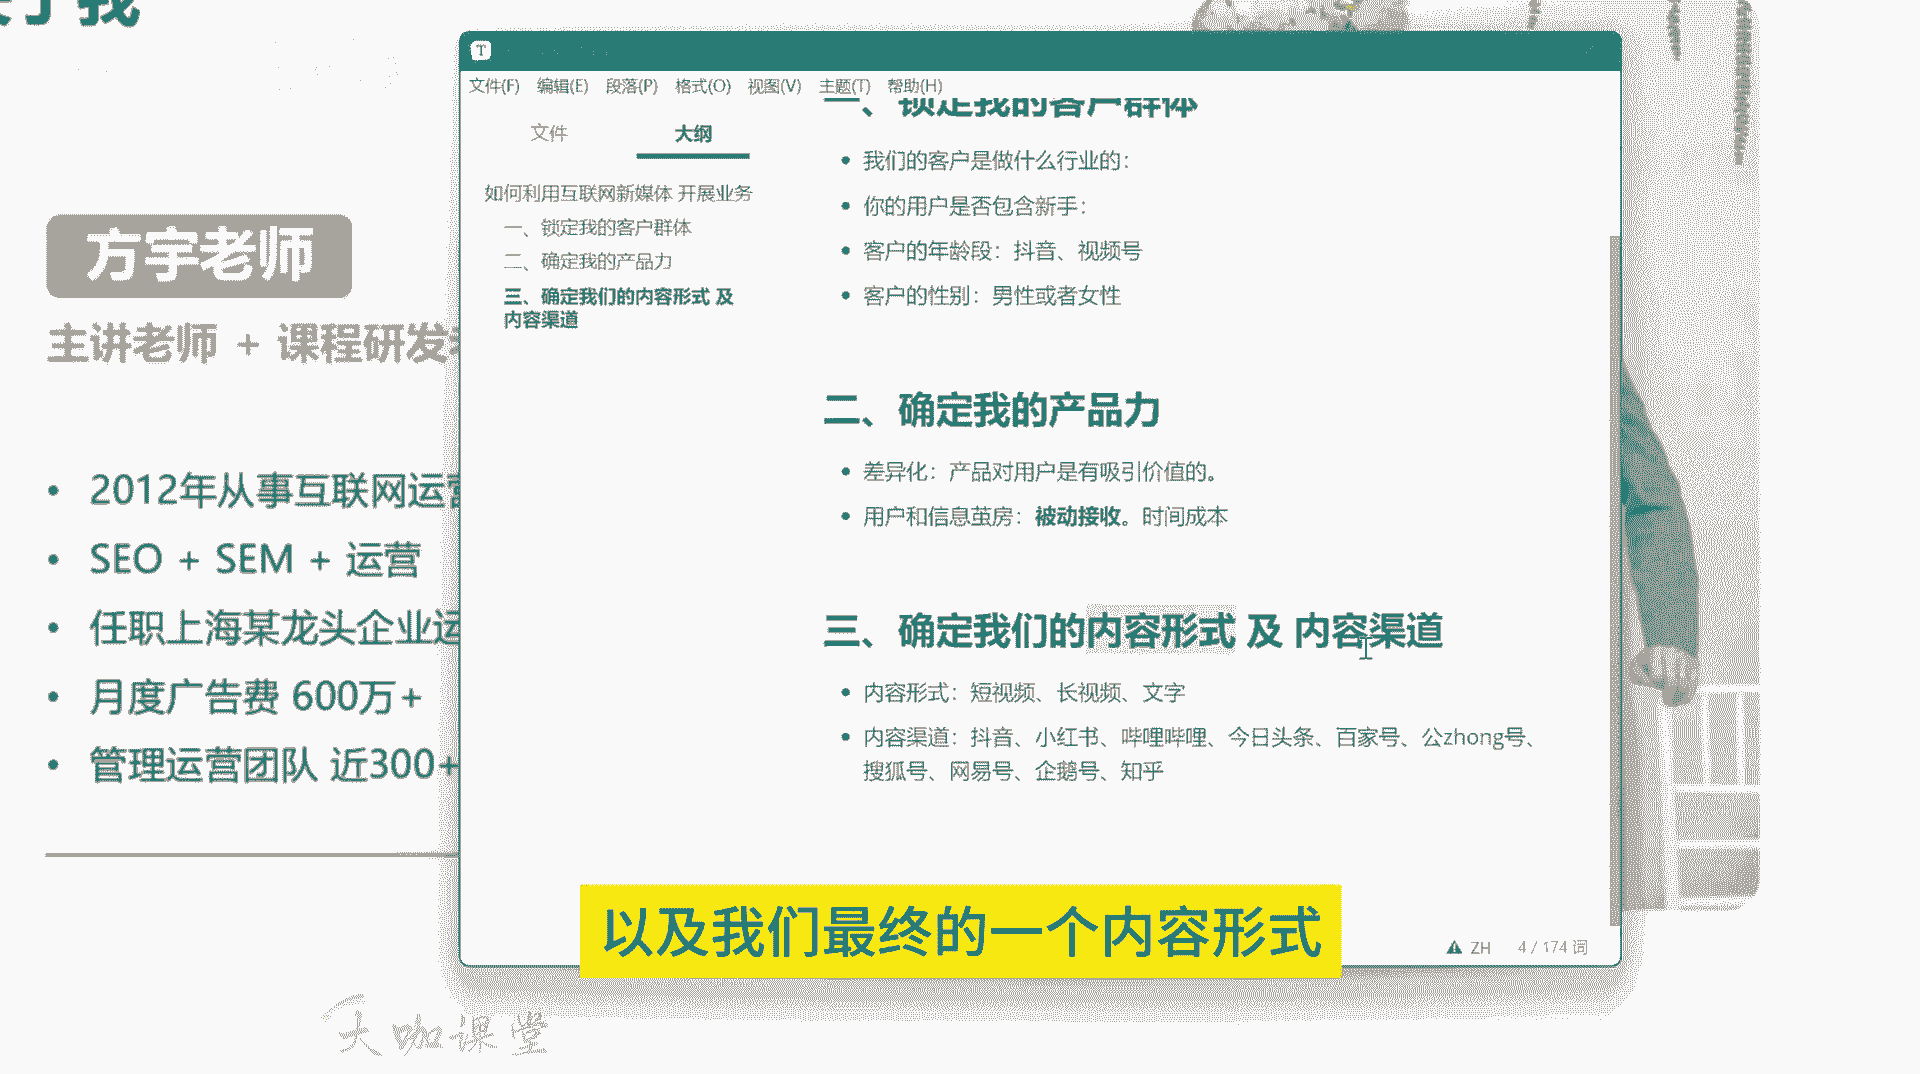 我
方宇老师
主讲老师 + 课程研发
2012年从事互联网运营
SEO + SEM + 运营
任职上海某龙头企业运
月度广告费 600万+
管理运营团队 近300+
大咖课堂
T
文件(F) 编辑(E) 段落(P) 格式(O) 视图(V) 主题(T) 帮助(H)
文件 大纲
如何利用互联网新媒体 开展业务
一、锁定我的客户群体
二、确定我的产品力
三、确定我们的内容形式 及
内容渠道
一、锁定我的客户群体
我们的客户是做什么行业的：
你的用户是否包含新手：
客户的年龄段：抖音、视频号
客户的性别：男性或者女性
二、确定我的产品力
差异化：产品对用户是有吸引价值的。
用户和信息茧房：被动接收。时间成本
三、确定我们的内容形式 及 内容渠道
内容形式：短视频、长视频、文字
内容渠道：抖音、小红书、哔哩哔哩、今日头条、百家号、公zhong号、
搜狐号、网易号、企鹅号、知乎
以及我们最终的一个内容形式
ZH 4 / 174 词